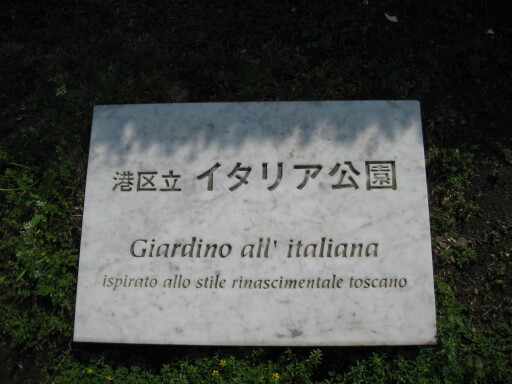 港区立 イタリア公園
Giardino all' italiana
ispirato allo stile rinascimentale toscano